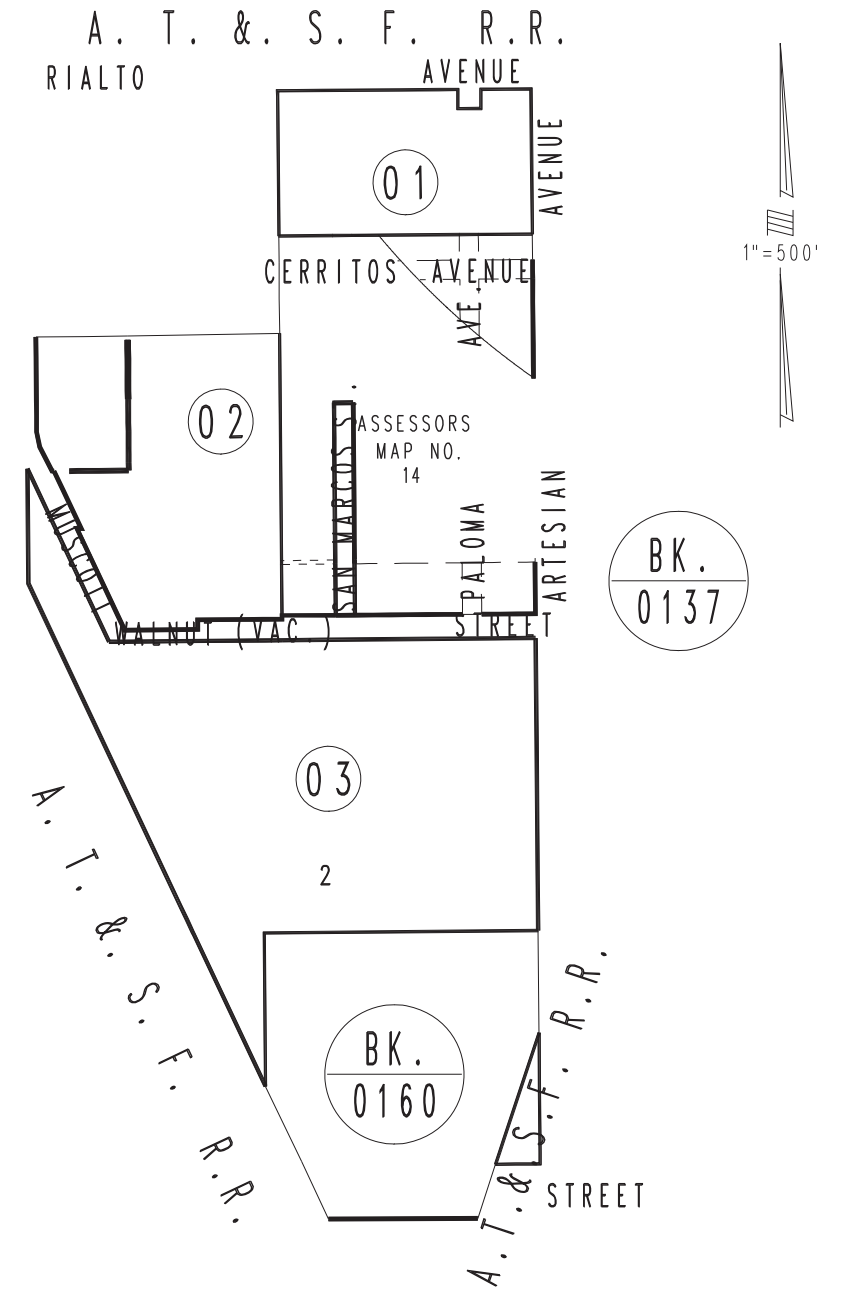 A. T. &. S. F. R.R.
RIALTO AVENUE
AVENUE
01
1"=500'
CERRITOS AVENUE
AVE.
02
ASSESSORS
MAP NO.
14
SAN MARCOS S.
PALOMA
ARTESIAN
MUSCOTT
BK.
0137
WALNUT (VAC.) STREET
03
2
A. T. &. S. F. R.R.
BK.
0160
A.T.&.S.F. R.R.
STREET